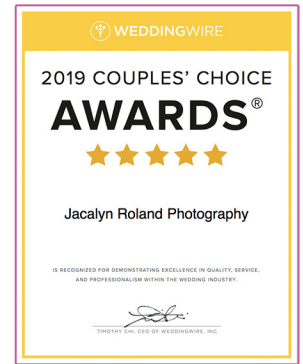 WEDDINGWIRE
2019 COUPLES' CHOICE
AWARDS®
Jacalyn Roland Photography
IS RECOGNIZED FOR DEMONSTRATING EXCELLENCE IN QUALITY, SERVICE,
AND PROFESSIONALISM WITHIN THE WEDDING INDUSTRY.
TIMOTHY CHI, CEO OF WEDDINGWIRE, INC.